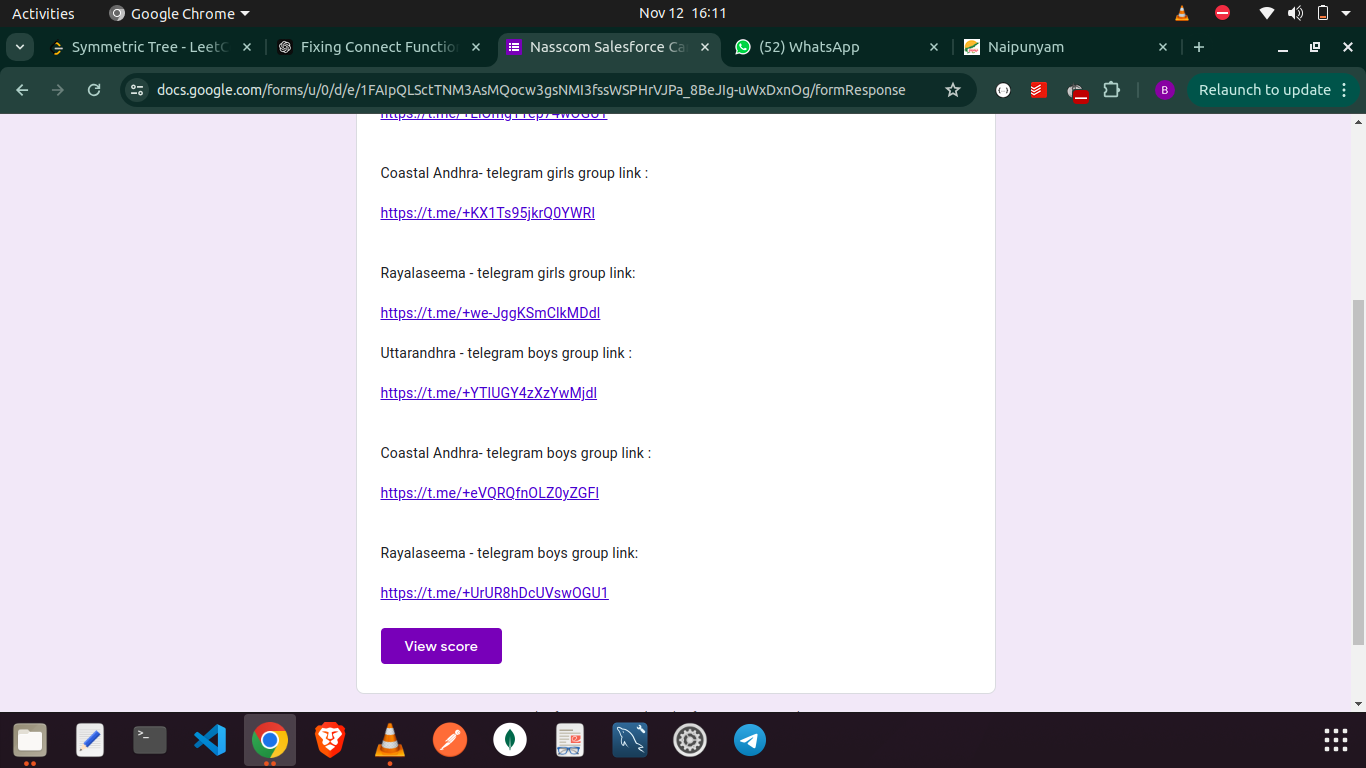 Activities
Google Chrome
Nov 12 16:11
Symmetric Tree - LeetC
Fixing Connect Functio
Nasscom Salesforce Ca
(52) WhatsApp
Naipunyam
docs.google.com/forms/u/0/d/e/1FAIpQLSctTNM3AsMQocw3gsNMI3fssWSPHrVJPa_8BeJIg-uWxDxnOg/formResponse
B
Relaunch to update
Coastal Andhra- telegram girls group link :
https://t.me/+KX1Ts95jkrQ0YWRl
Rayalaseema - telegram girls group link:
https://t.me/+we-JggKSmClkMDdl
Uttarandhra - telegram boys group link :
https://t.me/+YTlUGY4zXzYwMjdl
Coastal Andhra- telegram boys group link :
https://t.me/+eVQRQfnOLZ0yZGFl
Rayalaseema - telegram boys group link:
https://t.me/+UrUR8hDcUVswOGU1
View score